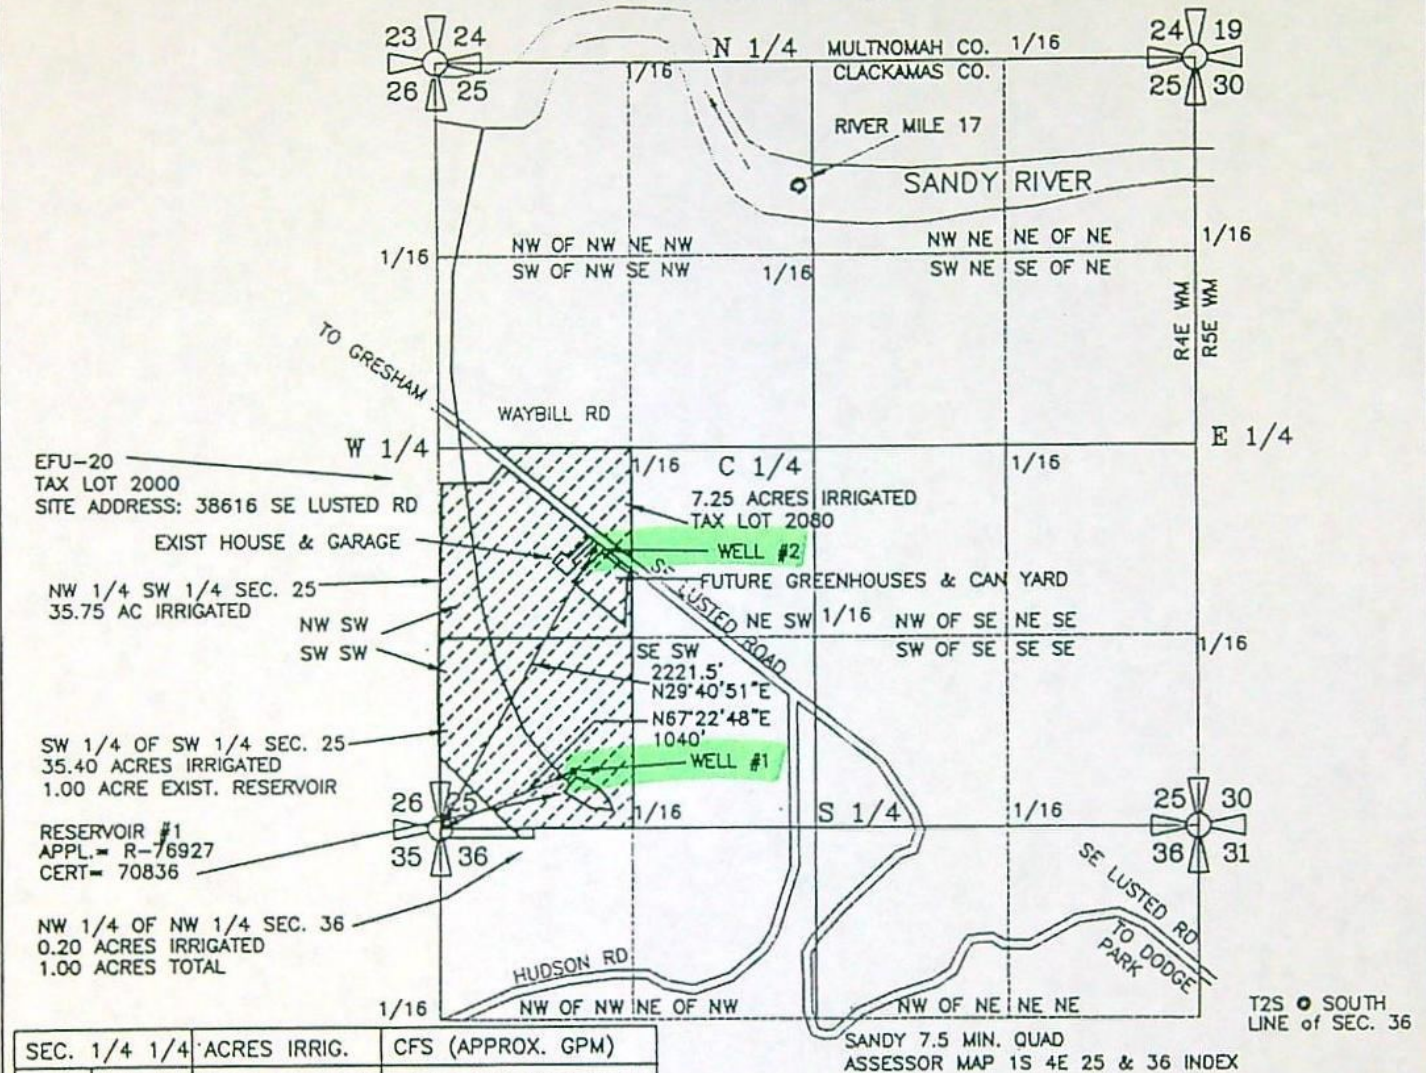 23 24
26 25
N 1/4
MULTNOMAH CO.
CLACKAMAS CO.
1/16
1/16
24 19
25 30
RIVER MILE 17
SANDY RIVER
NW OF NW NE NW
SW OF NW SE NW
1/16
1/16
NW NE NE OF NE
SW NE SE OF NE
1/16
R4E WM
R5E WM
TO GRESHAM
WAYBILL RD
W 1/4
E 1/4
1/16
C 1/4
1/16
EFU-20
TAX LOT 2000
SITE ADDRESS: 38616 SE LUSTED RD
7.25 ACRES IRRIGATED
TAX LOT 2080
EXIST HOUSE & GARAGE
WELL #2
FUTURE GREENHOUSES & CAN YARD
SE LUSTED ROAD
NW 1/4 SW 1/4 SEC. 25
35.75 AC IRRIGATED
NW SW
SW SW
NE SW
1/16
NW OF SE NE SE
SW OF SE SE SE
1/16
SE SW
2221.5'
N29°40'51"E
N67°22'48"E
1040'
WELL #1
SW 1/4 OF SW 1/4 SEC. 25
35.40 ACRES IRRIGATED
1.00 ACRE EXIST. RESERVOIR
26 25
35 36
1/16
S 1/4
1/16
25 30
36 31
RESERVOIR #1
APPL.= R-76927
CERT= 70836
NW 1/4 OF NW 1/4 SEC. 36
0.20 ACRES IRRIGATED
1.00 ACRES TOTAL
SE LUSTED RD
TO DODGE
PARK
HUDSON RD
1/16
NW OF NW NE OF NW
NW OF NE NE NE
T2S @ SOUTH
LINE of SEC. 36
SEC. 1/4 1/4 ACRES IRRIG. CFS (APPROX. GPM)
SANDY 7.5 MIN. QUAD
ASSESSOR MAP 1S 4E 25 & 36 INDEX